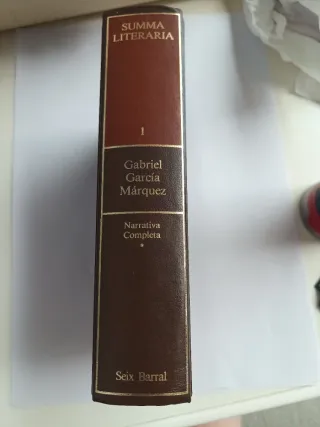 SUMMA
LITERARIA
1
Gabriel
García
Márquez
Narrativa
Completa
*
Seix Barral